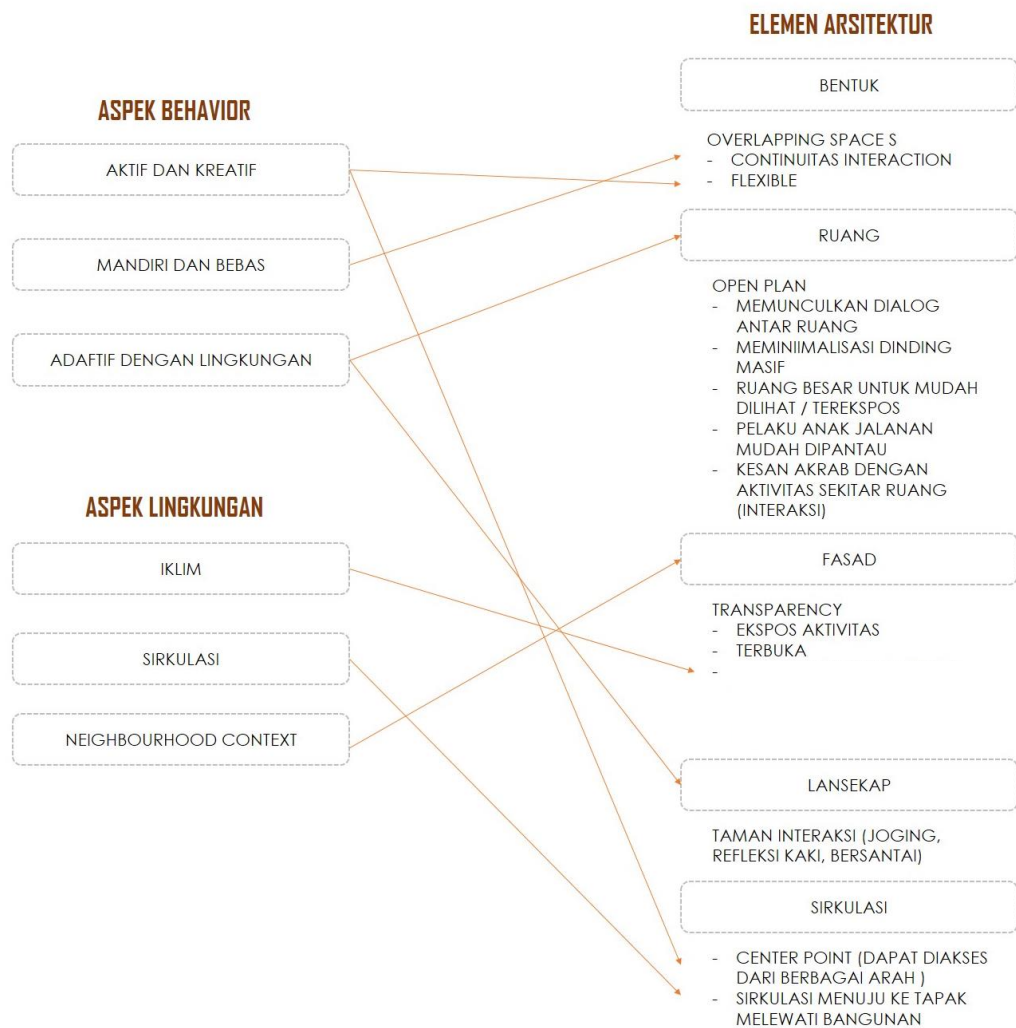 ASPEK BEHAVIOR
AKTIF DAN KREATIF
MANDIRI DAN BEBAS
ADAFTIF DENGAN LINGKUNGAN
ASPEK LINGKUNGAN
IKLIM
SIRKULASI
NEIGHBOURHOOD CONTEXT
ELEMEN ARSITEKTUR
BENTUK
OVERLAPPING SPACE S
- CONTINUITAS INTERACTION
- FLEXIBLE
RUANG
OPEN PLAN
- MEMUNCULKAN DIALOG
ANTAR RUANG
- MEMINIIMALISASI DINDING
MASIF
- RUANG BESAR UNTUK MUDAH
DILIHAT / TEREKSPOS
- PELAKU ANAK JALANAN
MUDAH DIPANTAU
- KESAN AKRAB DENGAN
AKTIVITAS SEKITAR RUANG
(INTERAKSI)
FASAD
TRANSPARENCY
- EKSPOS AKTIVITAS
- TERBUKA
-
LANSEKAP
TAMAN INTERAKSI (JOGING,
REFLEKSI KAKI, BERSANTAI)
SIRKULASI
- CENTER POINT (DAPAT DIAKSES
DARI BERBAGAI ARAH )
- SIRKULASI MENUJU KE TAPAK
MELEWATI BANGUNAN